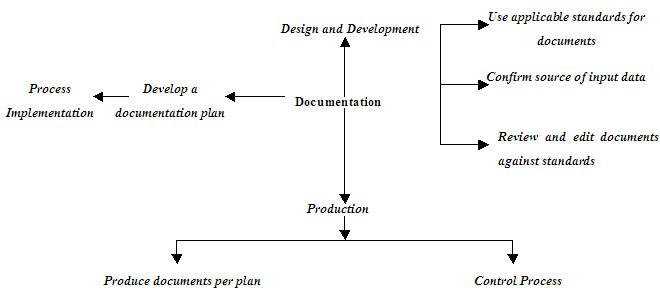 Design and Development
Use applicable standards for
documents
Confirm source of input data
Review and edit documents
against standards
Process
Implementation
Develop a
documentation plan
Documentation
Production
Produce documents per plan
Control Process